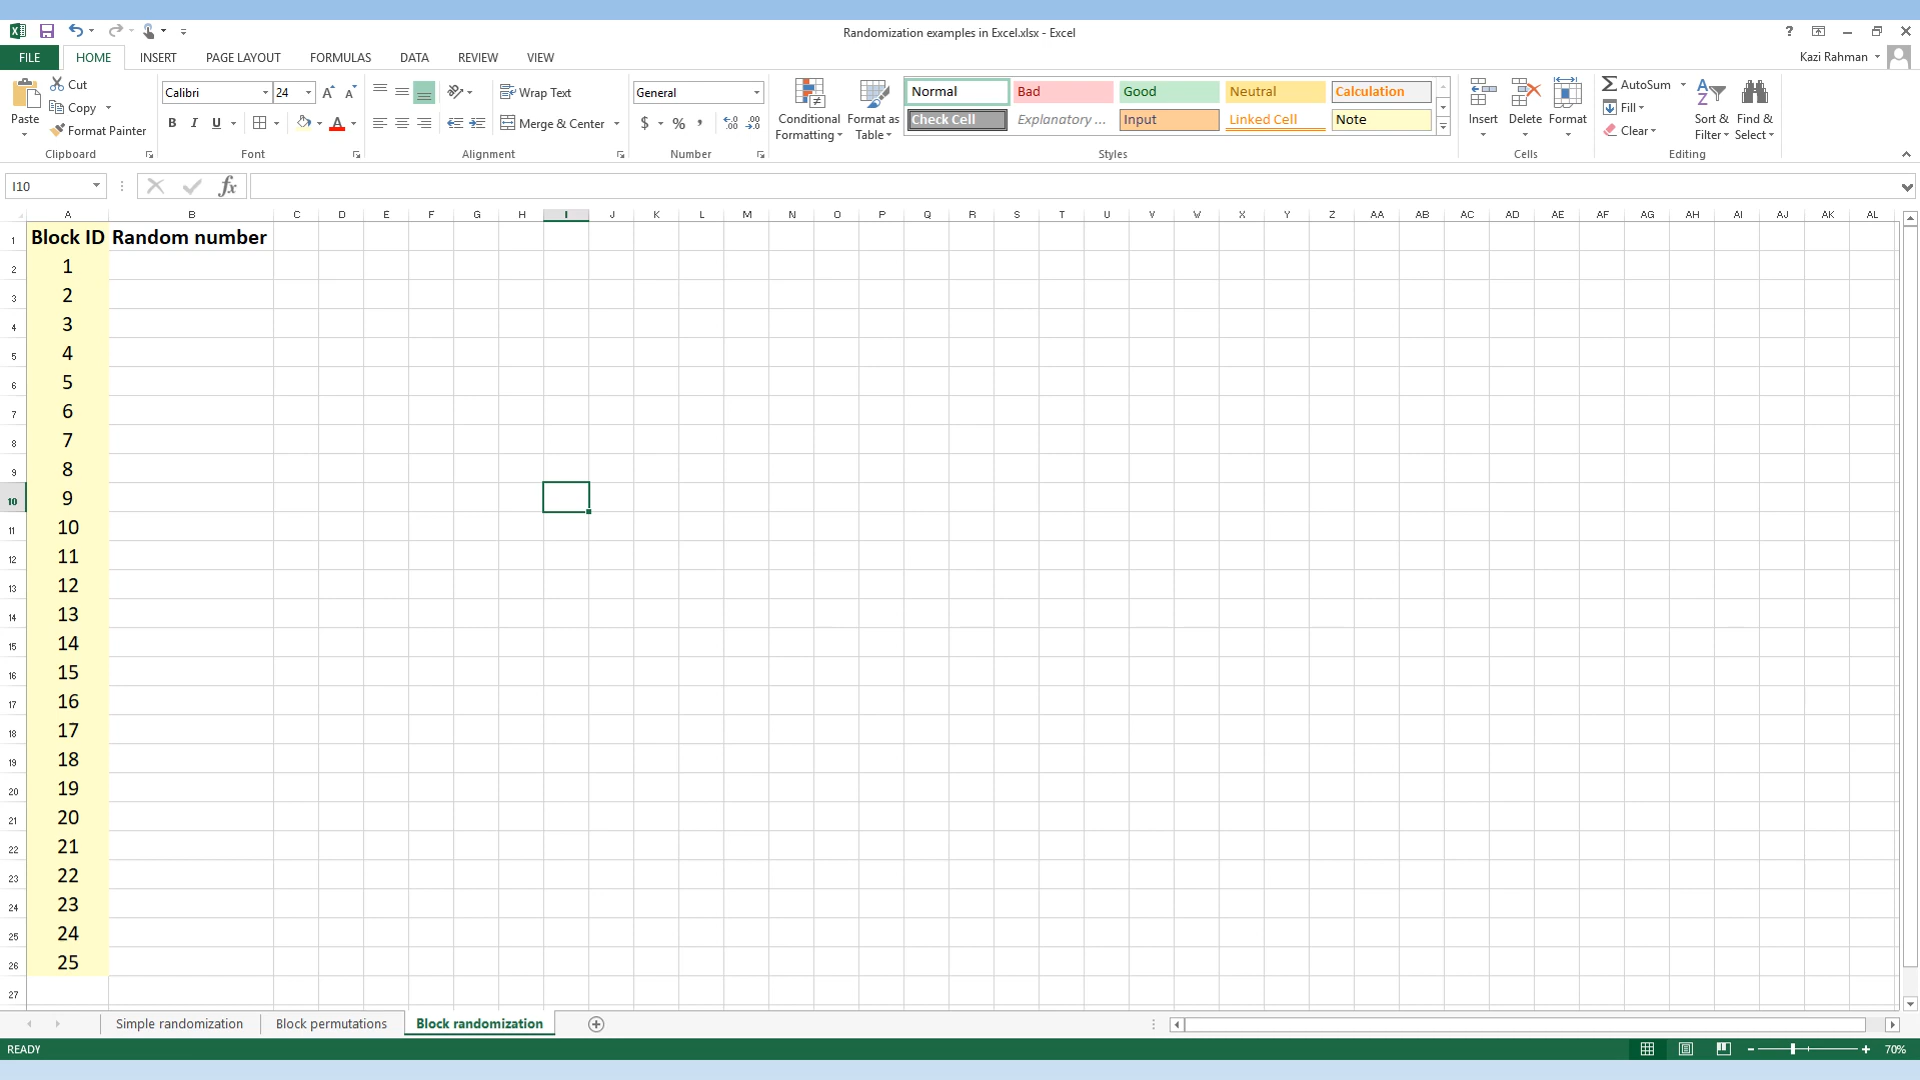 Randomization examples in Excel.xlsx - Excel
?
FILE HOME INSERT PAGE LAYOUT FORMULAS DATA REVIEW VIEW
Kazi Rahman
Paste
Cut
Copy
Format Painter
Clipboard
Calibri 24
B I U
A A
A
Font
Wrap Text
Merge & Center
Alignment
General
$ % ,
Number
Conditional Formatting
Format as Table
Normal Bad Good Neutral Calculation
Check Cell Explanatory ... Input Linked Cell Note
Styles
Insert Delete Format
Cells
AutoSum
Fill
Clear
Sort & Filter
Find & Select
Editing
I10
fx
A B C D E F G H I J K L M N O P Q R S T U V W X Y Z AA AB AC AD AE AF AG AH AI AJ AK AL
1 Block ID Random number
2 1
3 2
4 3
5 4
6 5
7 6
8 7
9 8
10 9
11 10
12 11
13 12
14 13
15 14
16 15
17 16
18 17
19 18
20 19
21 20
22 21
23 22
24 23
25 24
26 25
27
Simple randomization Block permutations Block randomization
READY
70%